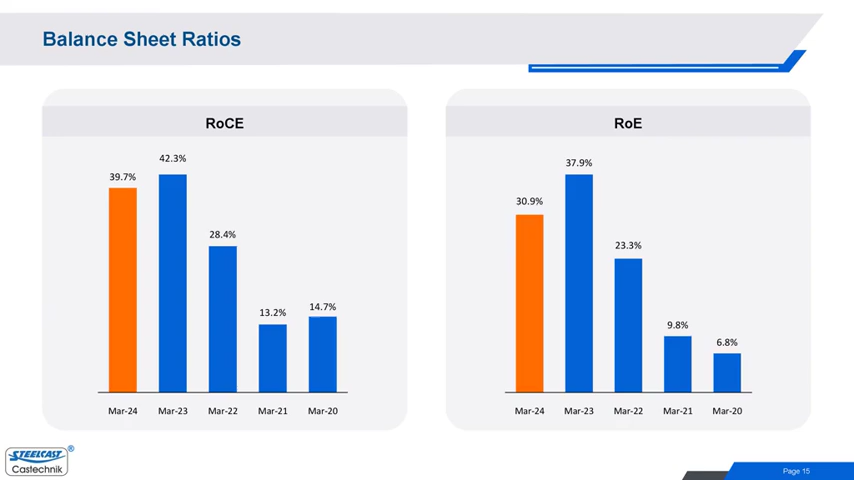 Balance Sheet Ratios
RoCE
39.7%
42.3%
28.4%
13.2%
14.7%
Mar-24 Mar-23 Mar-22 Mar-21 Mar-20
RoE
30.9%
37.9%
23.3%
9.8%
6.8%
Mar-24 Mar-23 Mar-22 Mar-21 Mar-20
STEELCAST ®
Castechnik
Page 15